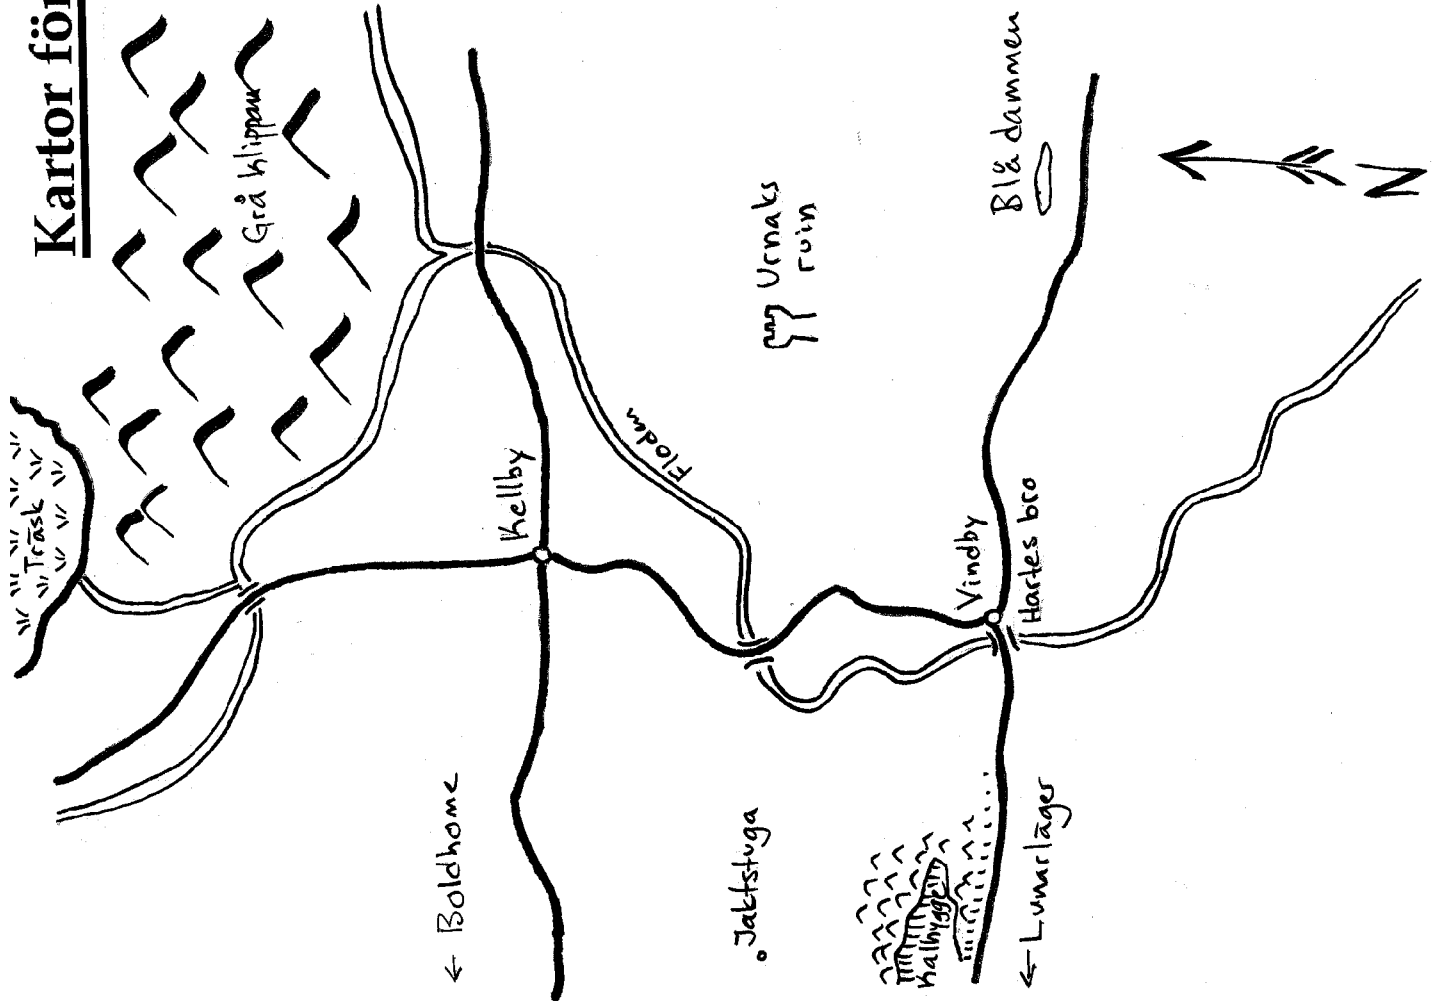 Kartor för
Träsk
Grå klippan
↑ Boldhome
Kellby
Floden
Jaktstuga
Urnaks
ruin
Kalhygge
Vindby
Blå dammen
Hartes bro
↑ Lunarläger
N